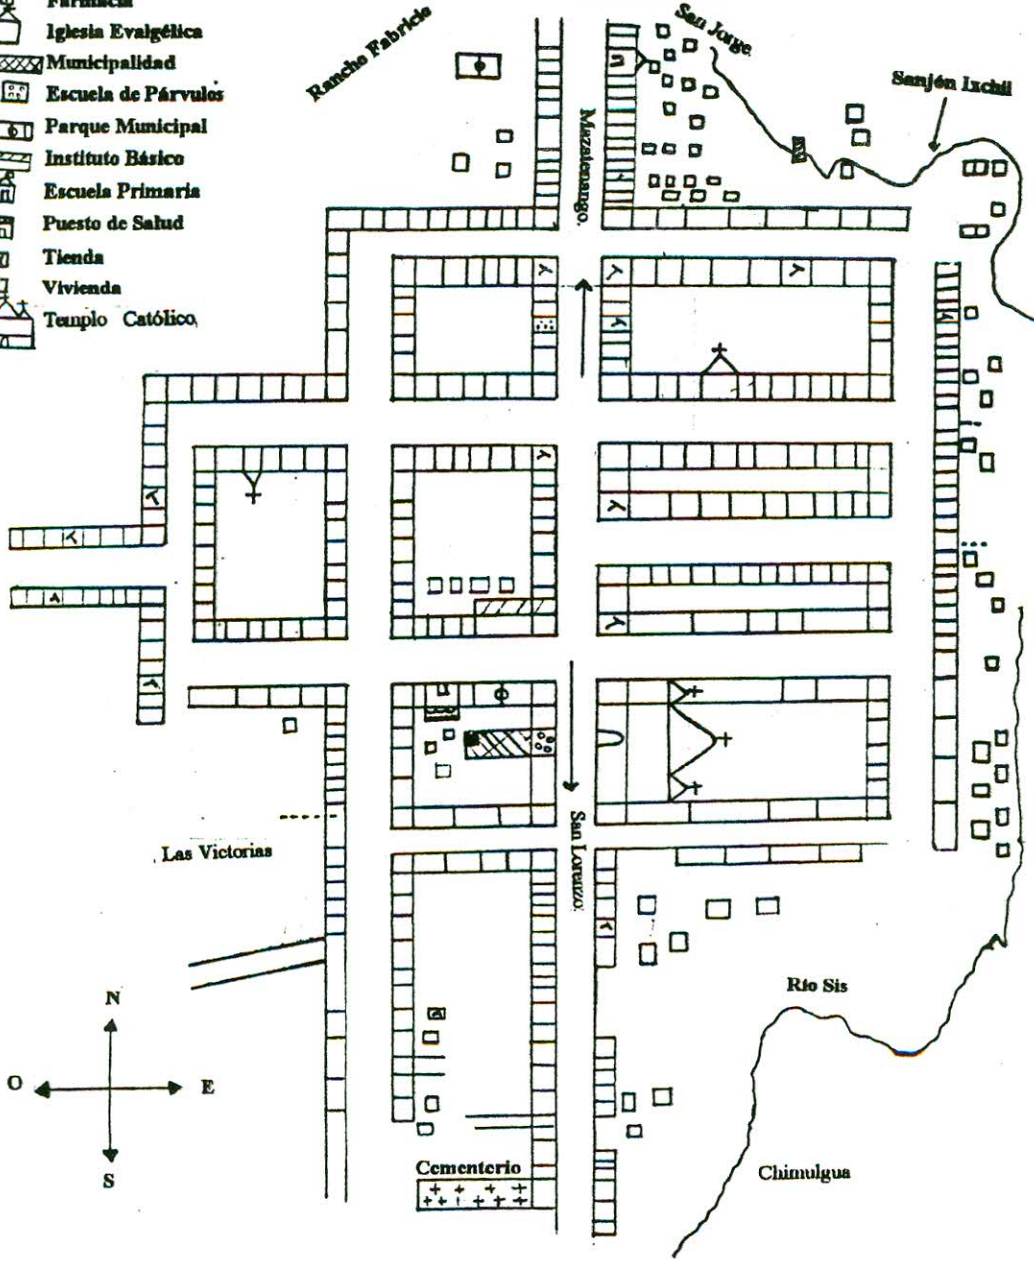 Farmacia
Iglesia Evalgélica
Municipalidad
Escuela de Párvulos
Parque Municipal
Instituto Básico
Escuela Primaria
Puesto de Salud
Tienda
Vivienda
Templo Católico,
Rancho Fabricio
San Jorge
Sanjón Ixchil
Mazatenango.
Las Victorias
San Lorenzo.
Río Sis
N
O
E
S
Cementerio
Chimulgua